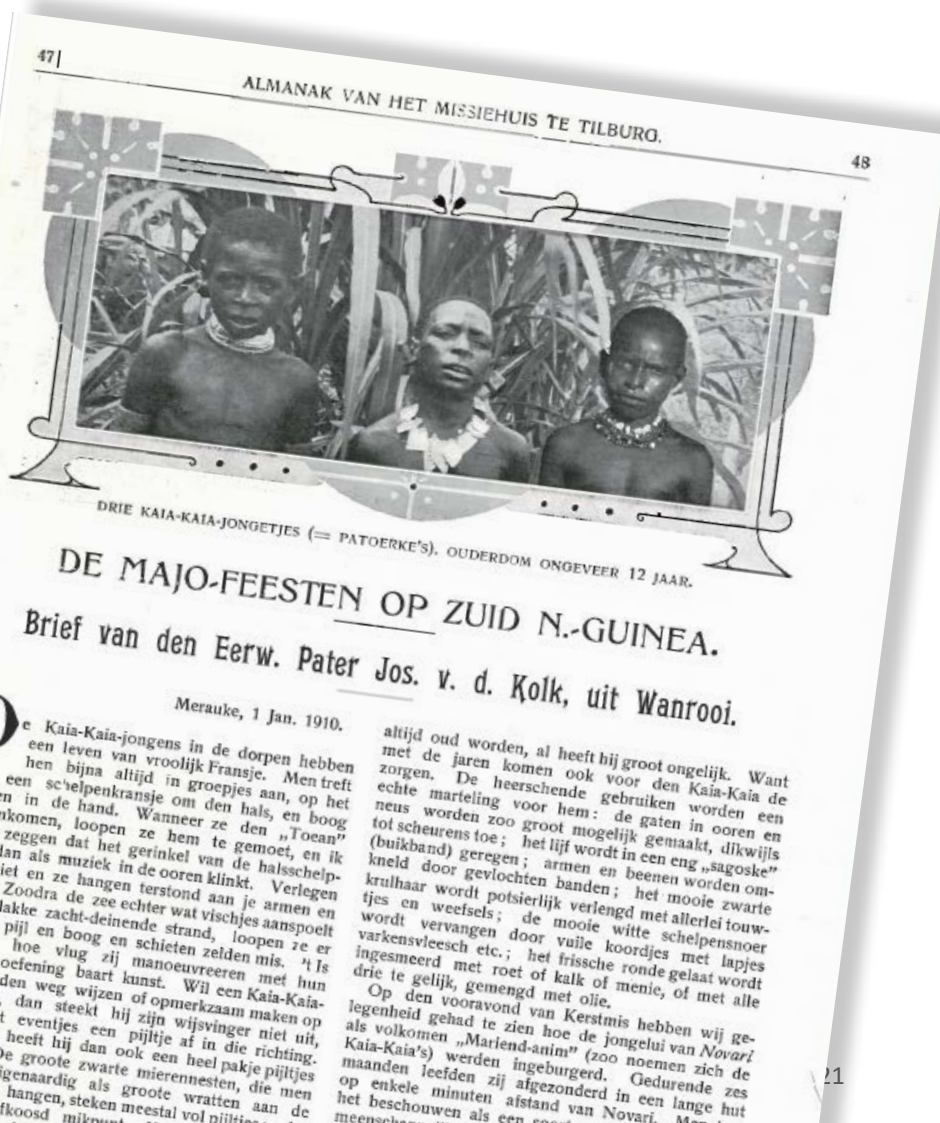 47|
ALMANAK VAN HET MISSIEHUIS TE TILBURG.
48
DRIE KAIA-KAIA-JONGETJES (= PATOERKE'S), OUDERDOM ONGEVEER 12 JAAR.
DE MAJO-FEESTEN OP ZUID N.-GUINEA.
Brief van den Eerw. Pater Jos. v. d. Kolk, uit Wanrooi.
Merauke, 1 Jan. 1910.
De Kaia-Kaia-jongens in de dorpen hebben
een leven van vroolijk Fransje. Men treft
hen bijna altijd in groepjes aan, op het
een schelpenkransje om den hals, en boog
en in de hand. Wanneer ze den „Toean"
nkomen, loopen ze hem te gemoet, en ik
zeggen dat het gerinkel van de halsschelp-
dan als muziek in de ooren klinkt. Verlegen
iet en ze hangen terstond aan je armen en
Zoodra de zee echter wat vischjes aanspoelt
lakke zacht-deinende strand, loopen ze er
pijl en boog en schieten zelden mis. 't Is
hoe vlug zij manoeuvreeren met hun
oefening baart kunst. Wil een Kaia-Kaia-
den weg wijzen of opmerkzaam maken op
, dan steekt hij zijn wijsvinger niet uit,
t eventjes een pijltje af in die richting.
heeft hij dan ook een heel pakje pijltjes
De groote zwarte mierennesten, die men
igenaardig als groote wratten aan de
hangen, steken meestal vol pijltjes
fkoosd mikpunt.
altijd oud worden, al heeft hij groot ongelijk. Want
met de jaren komen ook voor den Kaia-Kaia de
zorgen. De heerschende gebruiken worden een
echte marteling voor hem: de gaten in ooren en
neus worden zoo groot mogelijk gemaakt, dikwijls
tot scheurens toe; het lijf wordt in een eng „sagoske"
(buikband) geregen; armen en beenen worden om-
kneld door gevlochten banden; het mooie zwarte
krulhaar wordt potsierlijk verlengd met allerlei touw-
tjes en weefsels; de mooie witte schelpensnoer
wordt vervangen door vuile koordjes met lapjes
varkensvleesch etc.; het frissche ronde gelaat wordt
ingesmeerd met roet of kalk of menie, of met alle
drie te gelijk, gemengd met olie.
Op den vooravond van Kerstmis hebben wij ge-
legenheid gehad te zien hoe de jongelui van Novari
als volkomen „Mariend-anim" (zoo noemen zich de
Kaia-Kaia's) werden ingeburgerd. Gedurende zes
maanden leefden zij afgezonderd in een lange hut
op enkele minuten afstand van Novari.
het beschouwen als een
21